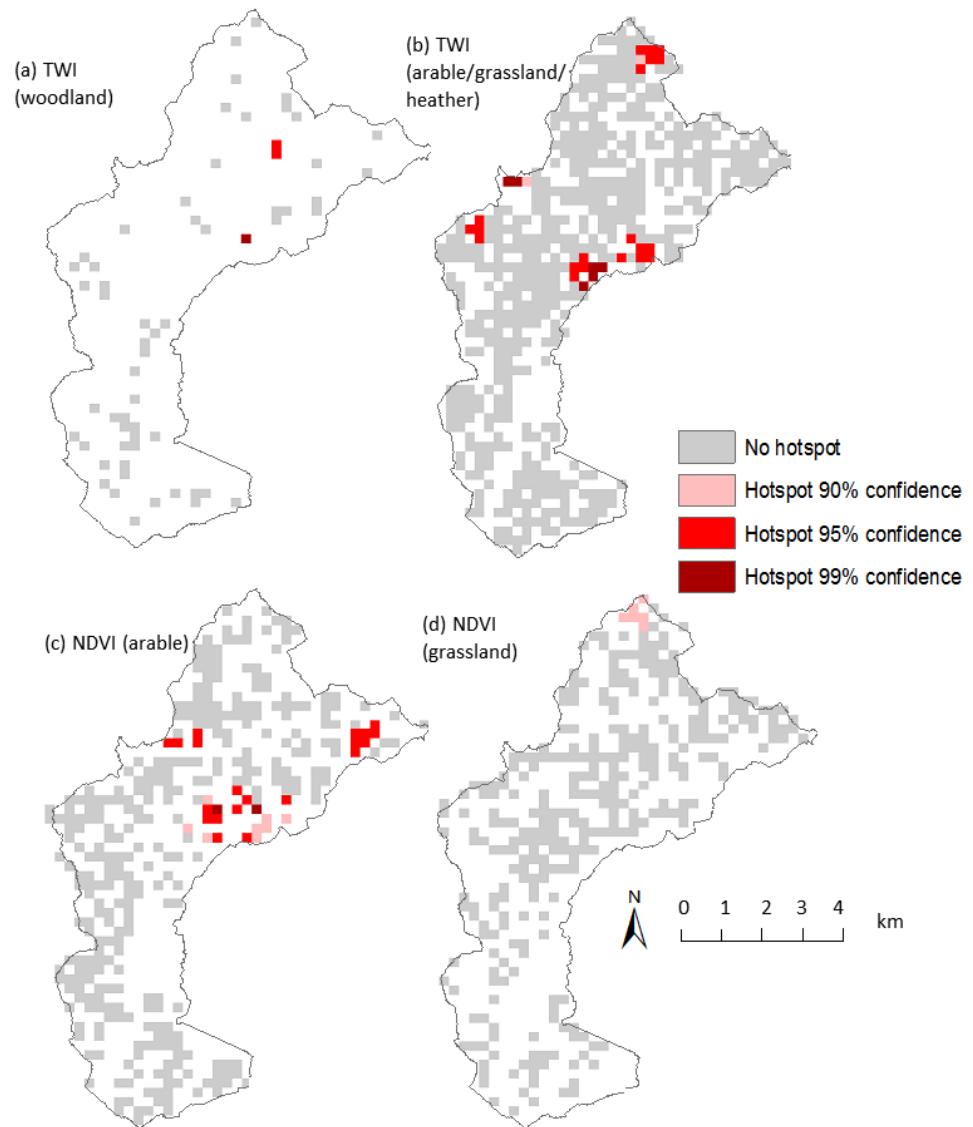 (a) TWI
(woodland)
(b) TWI
(arable/grassland/
heather)
No hotspot
Hotspot 90% confidence
Hotspot 95% confidence
Hotspot 99% confidence
(c) NDVI (arable)
(d) NDVI
(grassland)
N
0 1 2 3 4
km